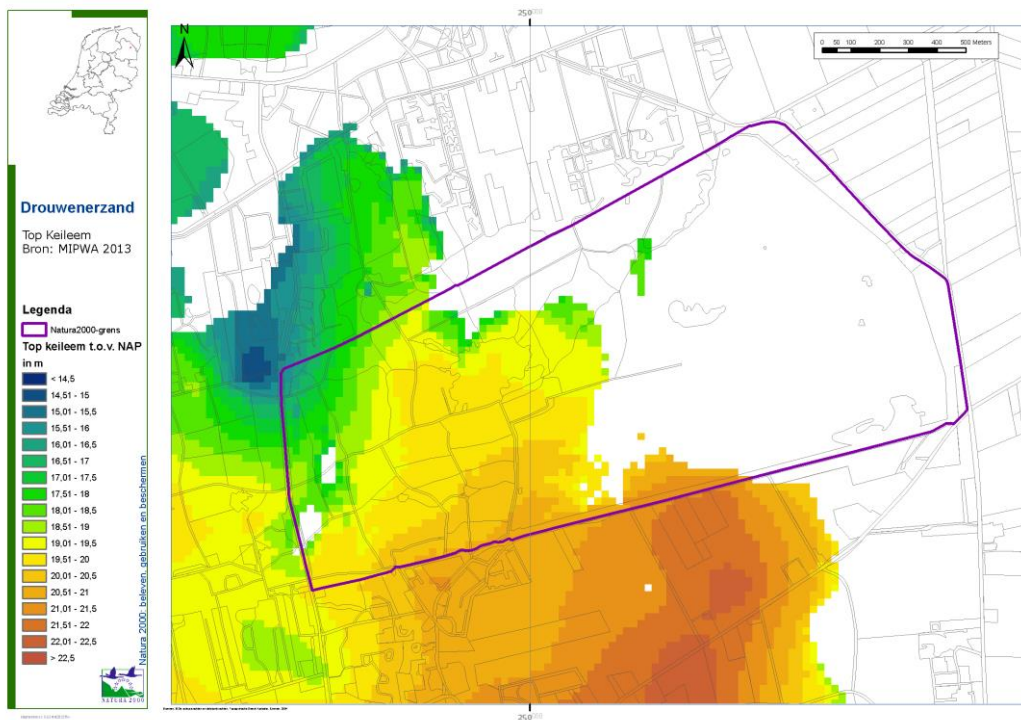 250000
N
0 50 100 200 300 400 500 Meters
Drouwenerzand
Top Keileem
Bron: MIPWA 2013
Legenda
Natura2000-grens
Top keileem t.o.v. NAP
in m
< 14,5
14,51 - 15
15,01 - 15,5
15,51 - 16
16,01 - 16,5
16,51 - 17
17,01 - 17,5
17,51 - 18
18,01 - 18,5
18,51 - 19
19,01 - 19,5
19,51 - 20
20,01 - 20,5
20,51 - 21
21,01 - 21,5
21,51 - 22
22,01 - 22,5
> 22,5
Natura 2000: beleven, gebruiken en beschermen
NATURA 2000
250000